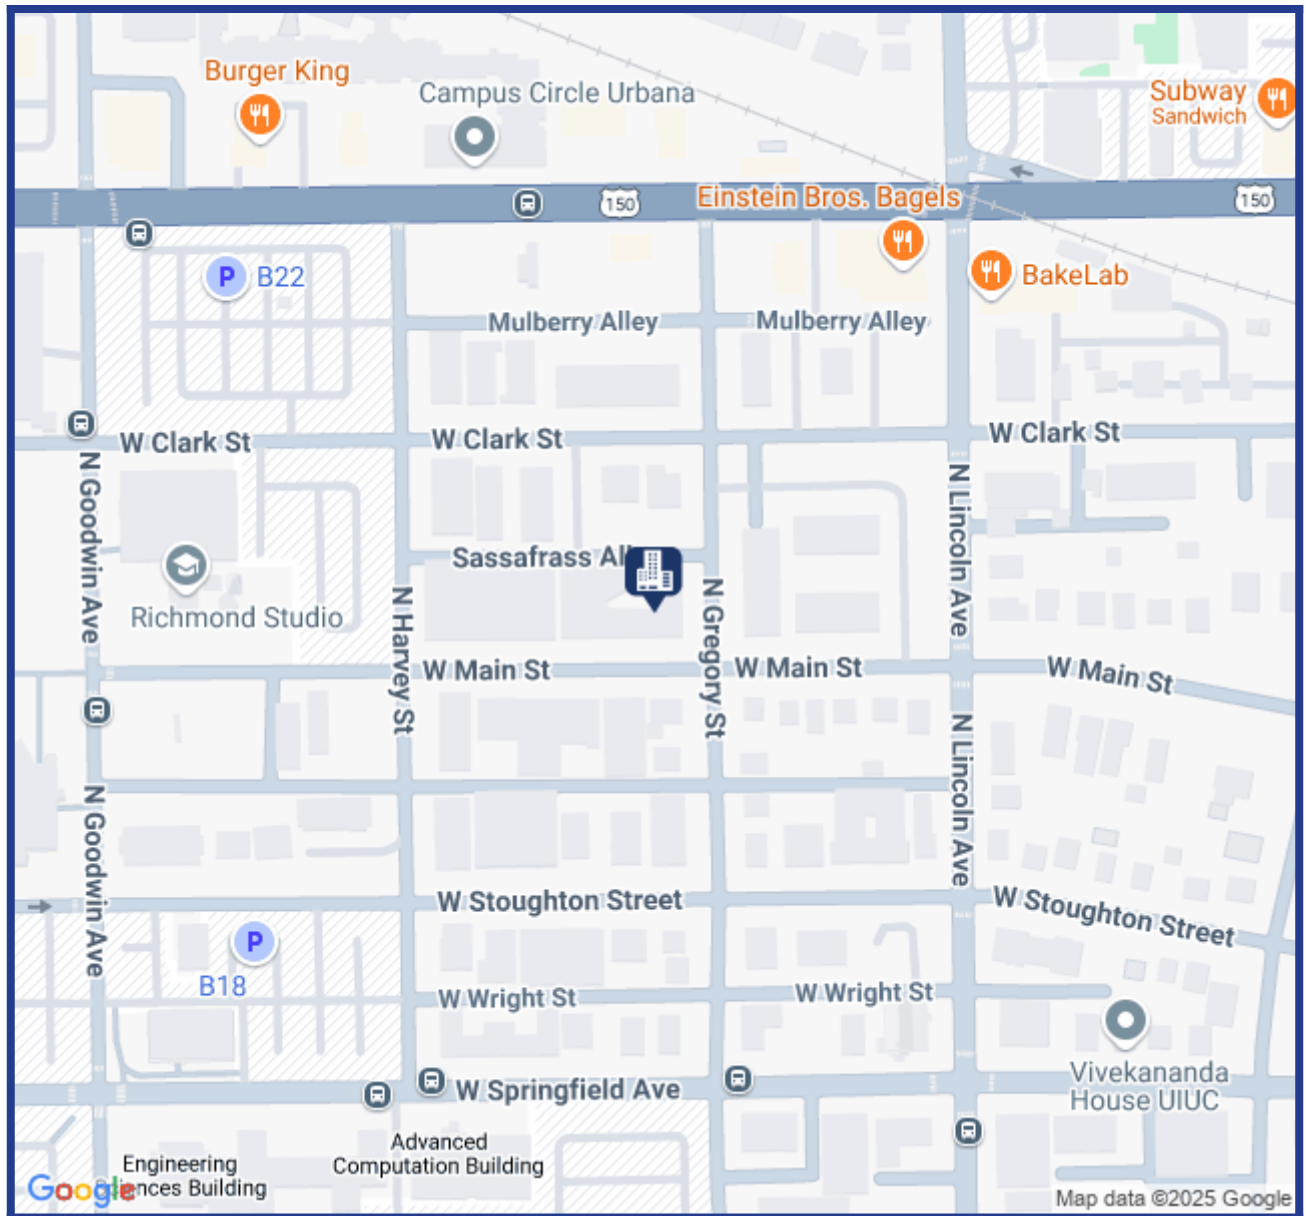 Burger King
Campus Circle Urbana
Subway
Sandwich
150
Einstein Bros. Bagels
150
P B22
BakeLab
Mulberry Alley
Mulberry Alley
W Clark St
W Clark St
W Clark St
N Goodwin Ave
N Lincoln Ave
Sassafrass All
Richmond Studio
N Harvey St
N Gregory St
W Main St
W Main St
W Main St
N Lincoln Ave
N Goodwin Ave
W Stoughton Street
W Stoughton Street
P
B18
W Wright St
W Wright St
Vivekananda
House UIUC
W Springfield Ave
Advanced
Computation Building
Engineering
ences Building
Google
Map data ©2025 Google